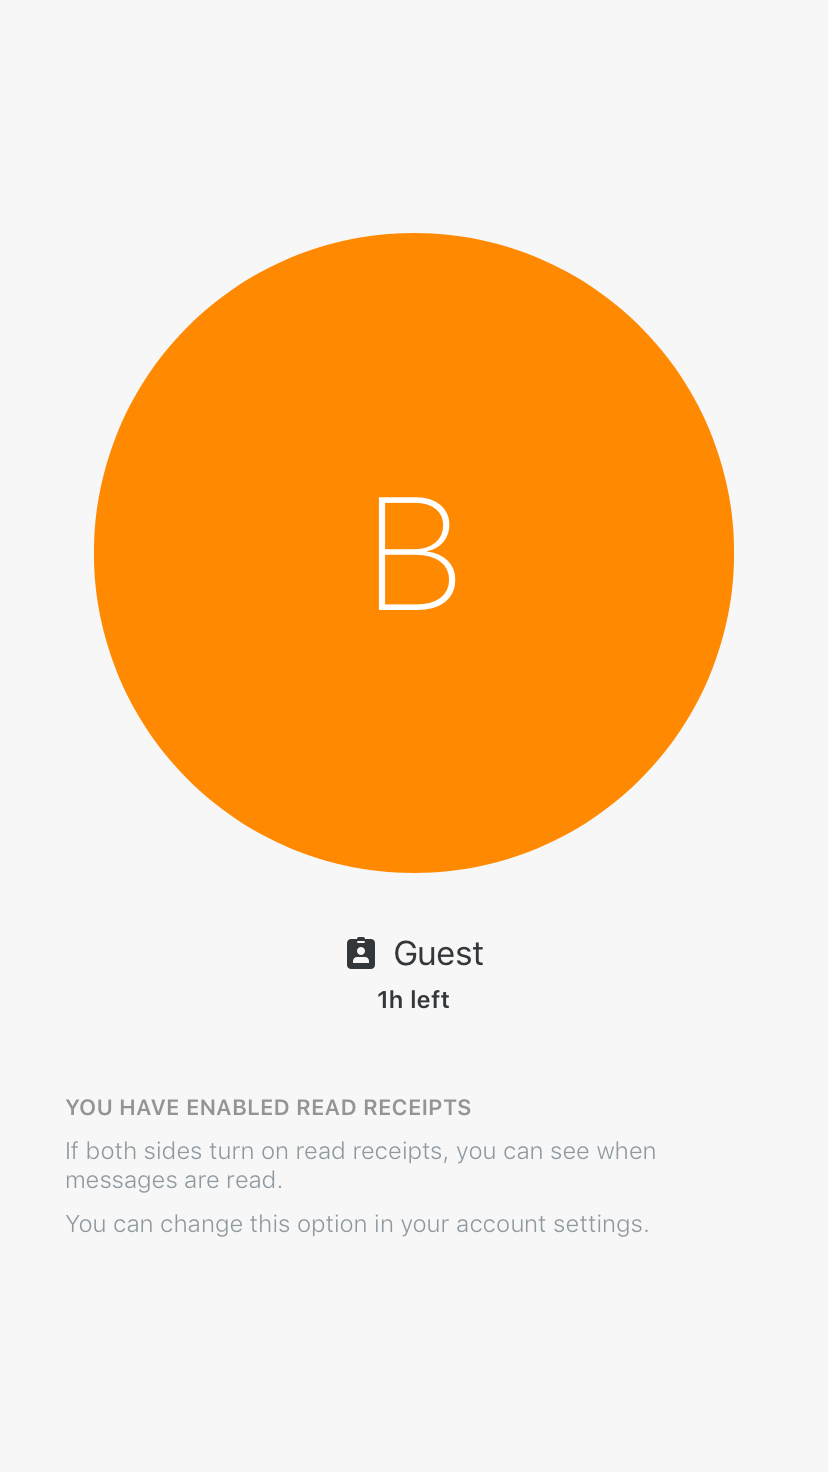 B
Guest
1h left
YOU HAVE ENABLED READ RECEIPTS
If both sides turn on read receipts, you can see when
messages are read.
You can change this option in your account settings.